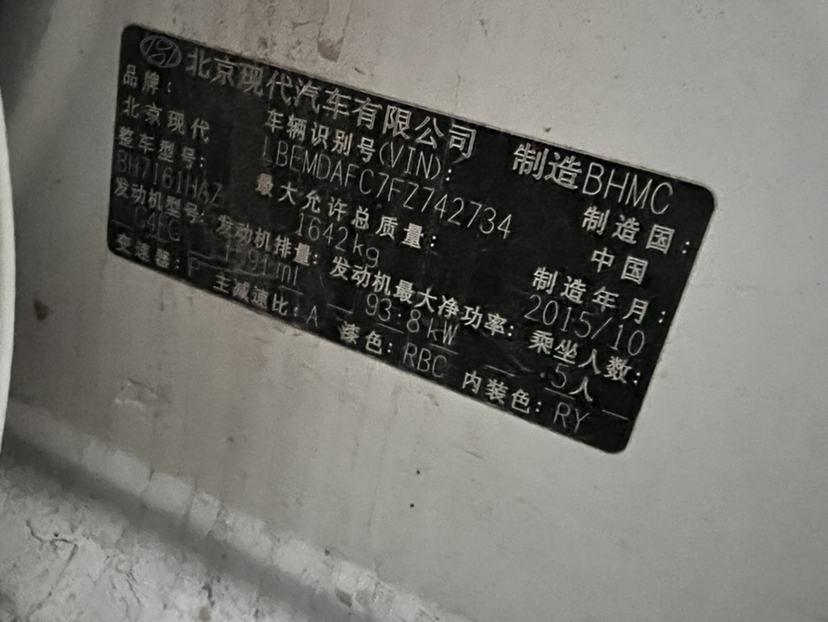 北京现代汽车有限公司 制造BHMC
品牌: 车辆识别号(VIN): 制造国:
北京现代 LBEMDAFC7FZ742734 中国
整车型号: 最大允许总质量: 制造年月:
BH7161HAZ 1642kg 2015/10
发动机型号: 发动机排量: 发动机最大净功率: 乘坐人数:
G4FG 1591ml 93.8kW 5人
变速器: P 主减速比: A 漆色: RBC 内装色: RY